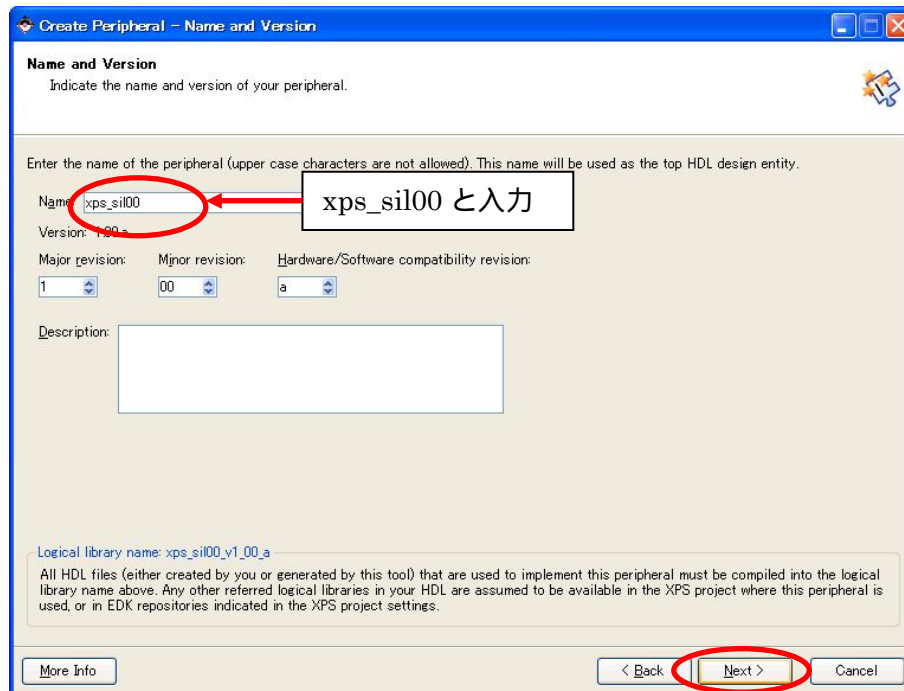 Create Peripheral - Name and Version
Name and Version
Indicate the name and version of your peripheral.
Enter the name of the peripheral (upper case characters are not allowed). This name will be used as the top HDL design entity.
Name: xps_sil00
xps_sil00 と入力
Version: 1.00.a
Major revision: Minor revision: Hardware/Software compatibility revision:
1 00 a
Description:
Logical library name: xps_sil00_v1_00_a
All HDL files (either created by you or generated by this tool) that are used to implement this peripheral must be compiled into the logical
library name above. Any other referred logical libraries in your HDL are assumed to be available in the XPS project where this peripheral is
used, or in EDK repositories indicated in the XPS project settings.
More Info < Back Next > Cancel